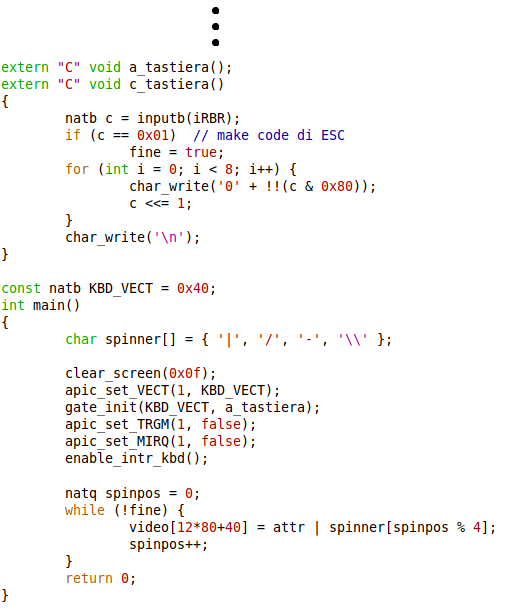 extern "C" void a_tastiera();
extern "C" void c_tastiera()
{
        natb c = inputb(iRBR);
        if (c == 0x01)  // make code di ESC
                fine = true;
        for (int i = 0; i < 8; i++) {
                char_write('0' + !!(c & 0x80));
                c <<= 1;
        }
        char_write('\n');
}

const natb KBD_VECT = 0x40;
int main()
{
        char spinner[] = { '|', '/', '-', '\\' };

        clear_screen(0x0f);
        apic_set_VECT(1, KBD_VECT);
        gate_init(KBD_VECT, a_tastiera);
        apic_set_TRGM(1, false);
        apic_set_MIRQ(1, false);
        enable_intr_kbd();

        natq spinpos = 0;
        while (!fine) {
                video[12*80+40] = attr | spinner[spinpos % 4];
                spinpos++;
        }
        return 0;
}